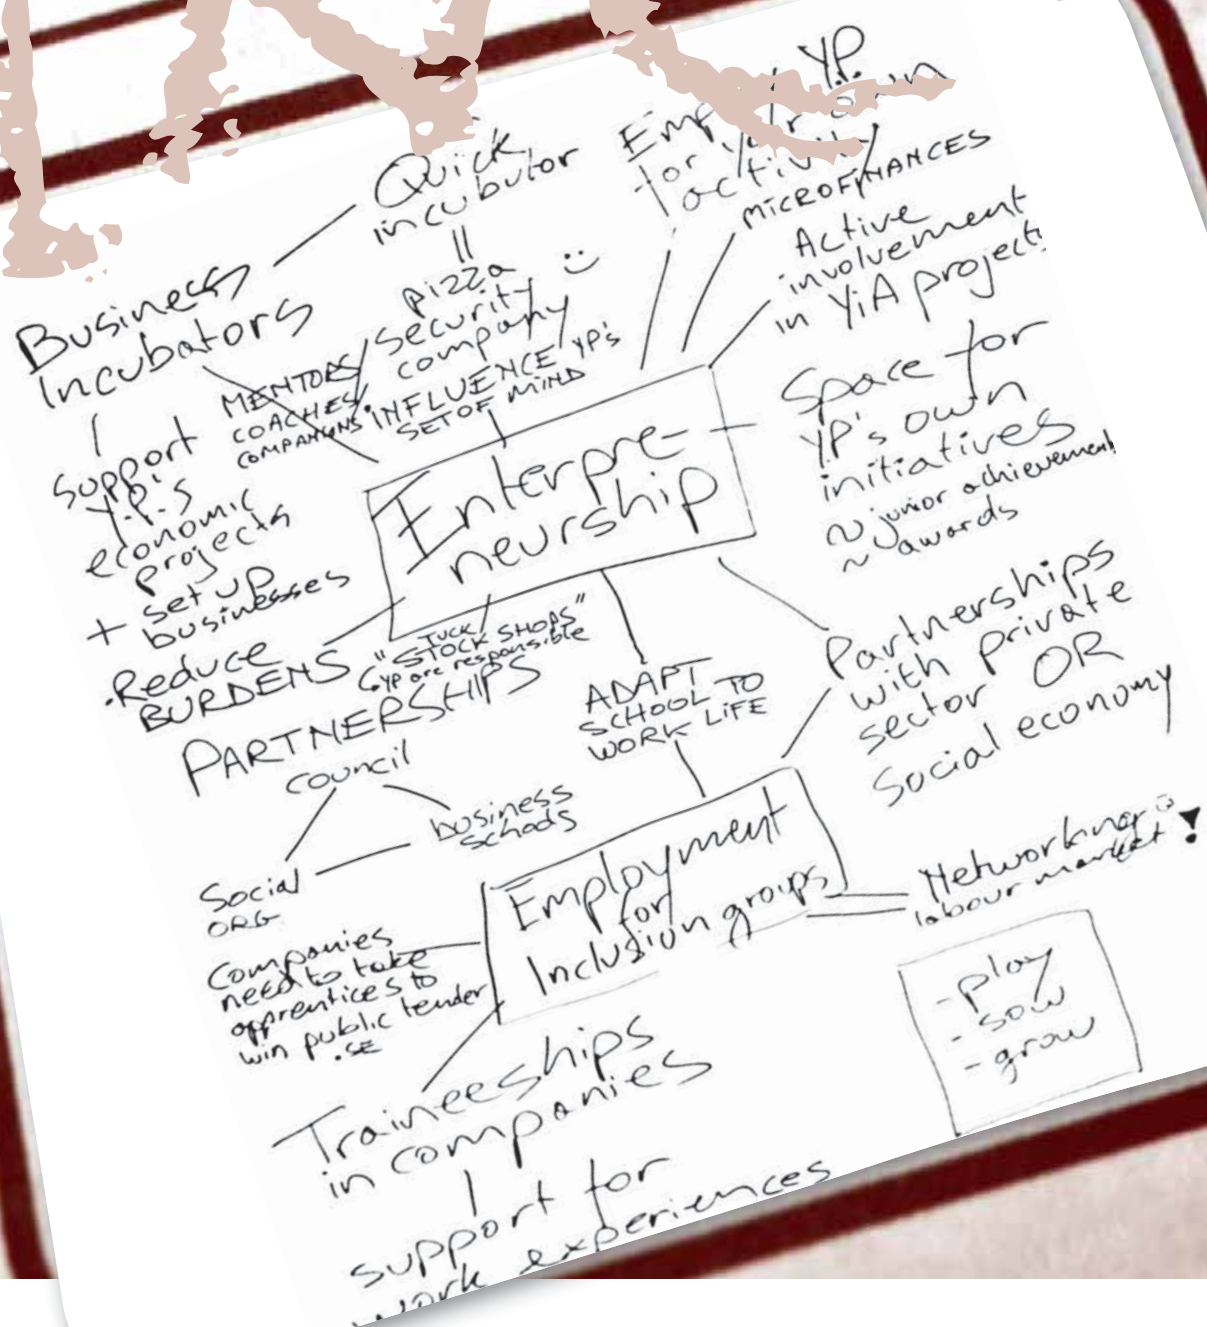 Quick
incubator
||
pizza
security
company
Business
Incubators
MENTORS/
COACHES/
COMPANIONS.
.INFLUENCE YP's
SET OF MIND
YP
for your own
activity
MICROFINANCES
Active
involvement
in YiA projects
Space for
YP's own
initiatives
~ junior achievement
~ awards
Support
Y.P.'s
economic
projects
+ set up
businesses
Enterpre-
neurship
.Reduce
BURDENS
"TUCK/
STOCK SHOPS"
YP are responsible
PARTNERSHIPS
council
business
schools
Social
ORG
ADAPT
SCHOOL TO
WORK LIFE
Partnerships
with private
sector OR
Social economy
Employment
for
Inclusion groups
labour market !
Companies
need to take
apprentices to
win public tender
.SE
- play
- sow
- grow
Traineeships
in companies
support for
work experiences